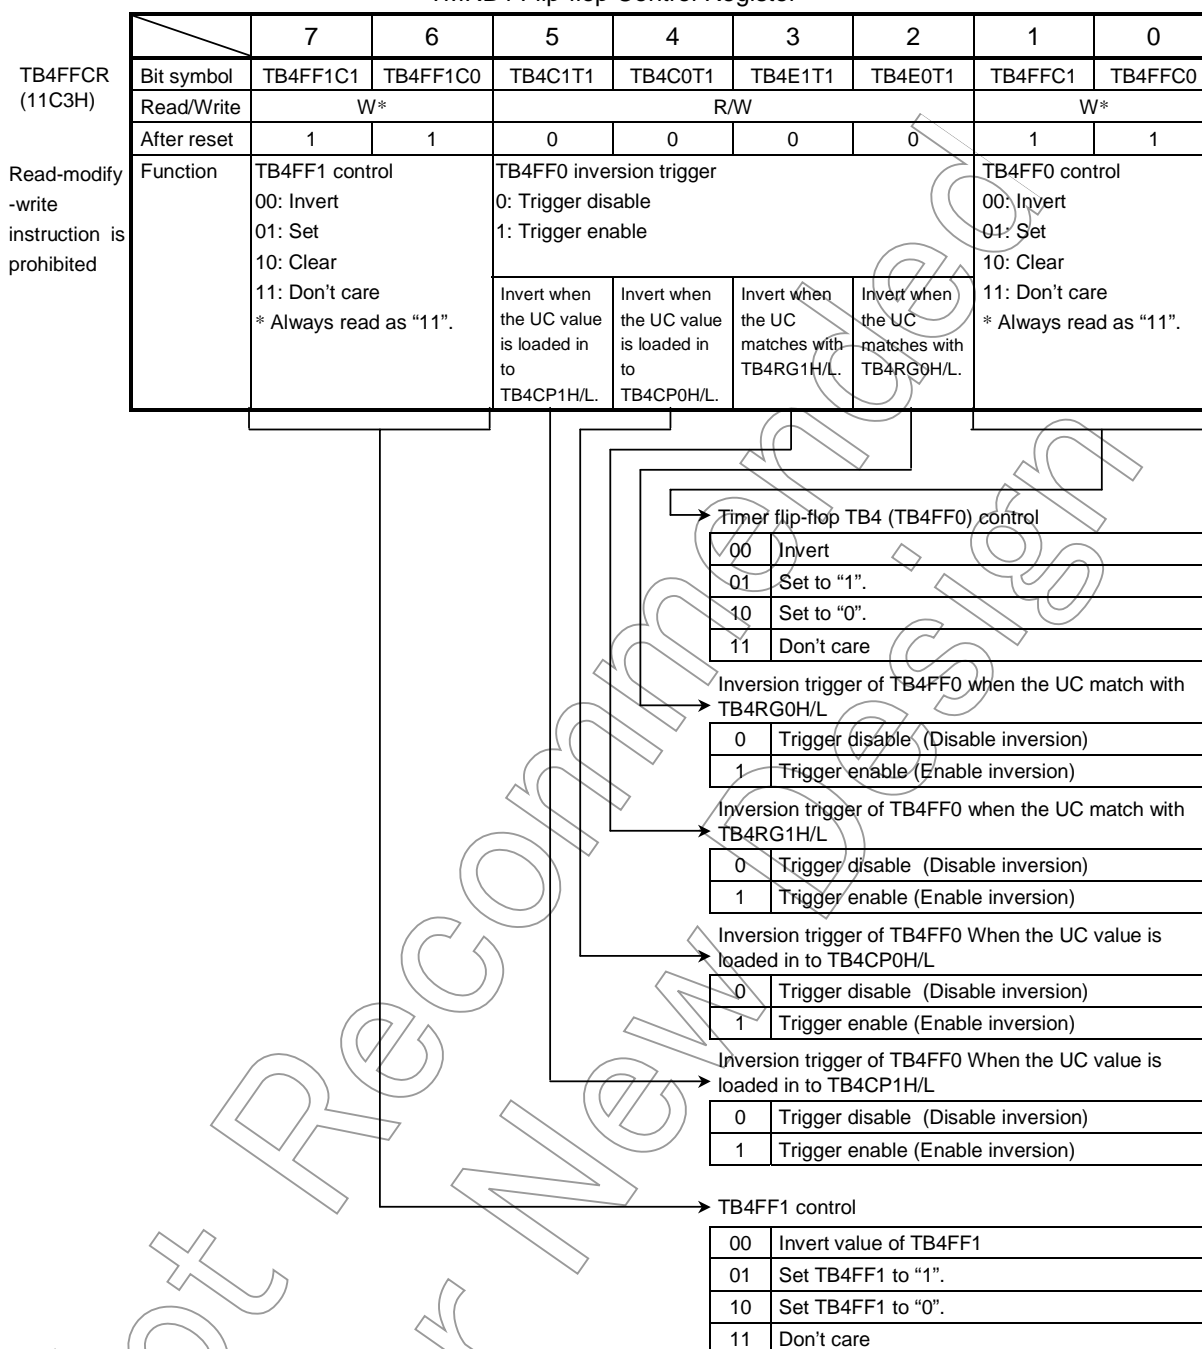 TMRB4 Flip-flop Control Register
7 6 5 4 3 2 1 0
TB4FFCR
(11C3H)
Bit symbol TB4FF1C1 TB4FF1C0 TB4C1T1 TB4C0T1 TB4E1T1 TB4E0T1 TB4FFC1 TB4FFC0
Read/Write W* R/W W*
After reset 1 1 0 0 0 0 1 1
Read-modify
-write
instruction is
prohibited
Function
TB4FF1 control
00: Invert
01: Set
10: Clear
11: Don't care
* Always read as “11”.
TB4FF0 inversion trigger
0: Trigger disable
1: Trigger enable
Invert when
the UC value
is loaded in
to
TB4CP1H/L.
Invert when
the UC value
is loaded in
to
TB4CP0H/L.
Invert when
the UC
matches with
TB4RG1H/L.
Invert when
the UC
matches with
TB4RG0H/L.
TB4FF0 control
00: Invert
01: Set
10: Clear
11: Don't care
* Always read as “11”.
Timer flip-flop TB4 (TB4FF0) control
00 Invert
01 Set to “1”.
10 Set to “0”.
11 Don't care
Inversion trigger of TB4FF0 when the UC match with
TB4RG0H/L
0 Trigger disable (Disable inversion)
1 Trigger enable (Enable inversion)
Inversion trigger of TB4FF0 when the UC match with
TB4RG1H/L
0 Trigger disable (Disable inversion)
1 Trigger enable (Enable inversion)
Inversion trigger of TB4FF0 When the UC value is
loaded in to TB4CP0H/L
0 Trigger disable (Disable inversion)
1 Trigger enable (Enable inversion)
Inversion trigger of TB4FF0 When the UC value is
loaded in to TB4CP1H/L
0 Trigger disable (Disable inversion)
1 Trigger enable (Enable inversion)
TB4FF1 control
00 Invert value of TB4FF1
01 Set TB4FF1 to “1”.
10 Set TB4FF1 to “0”.
11 Don't care
Recommended
New Design